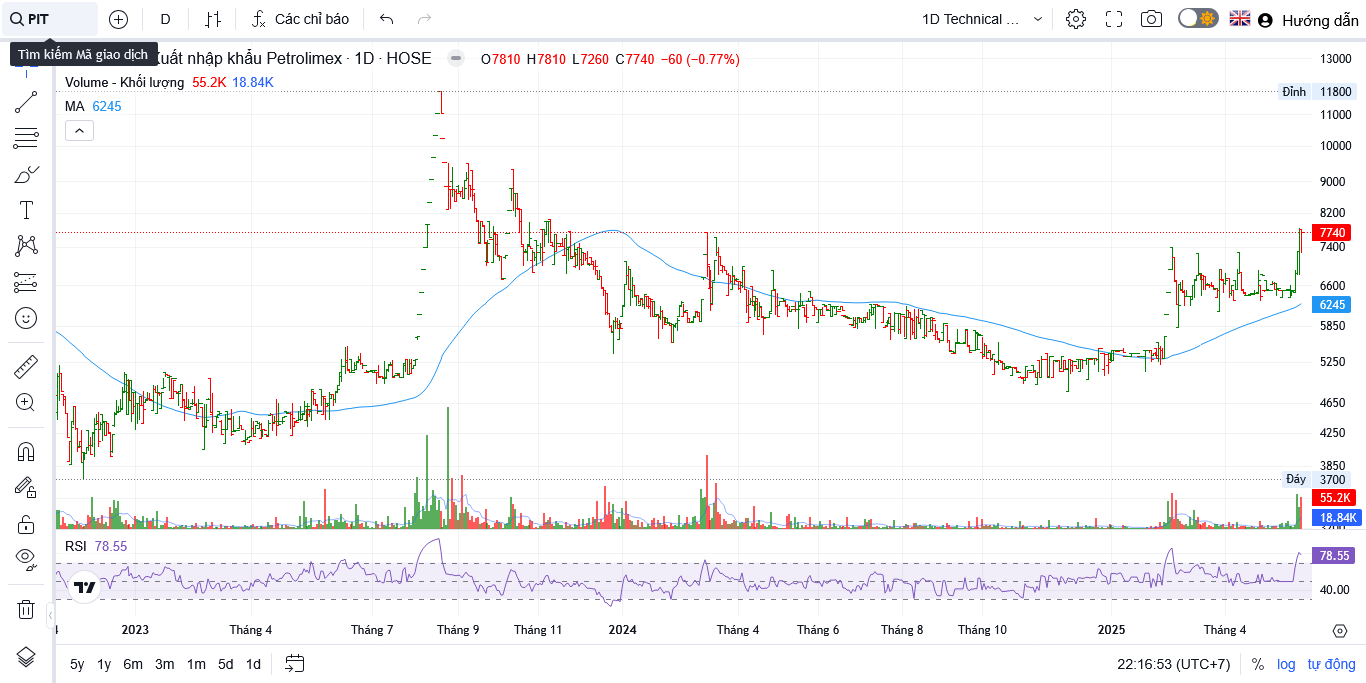 PIT D Các chỉ báo 1D Technical ... Hướng dẫn
Tìm kiếm Mã giao dịch
Xuất nhập khẩu Petrolimex · 1D · HOSE O7810 H7810 L7260 C7740 −60 (−0.77%)
Volume - Khối lượng 55.2K 18.84K
MA 6245
13000
Đỉnh 11800
11000
10000
9000
8200
7740
7400
6600
6245
5850
5250
4650
4250
3850
Đáy 3700
55.2K
18.84K
3200
RSI 78.55
78.55
40.00
2023 Tháng 4 Tháng 7 Tháng 9 Tháng 11 2024 Tháng 4 Tháng 6 Tháng 8 Tháng 10 2025 Tháng 4
5y 1y 6m 3m 1m 5d 1d 22:16:53 (UTC+7) % log tự động